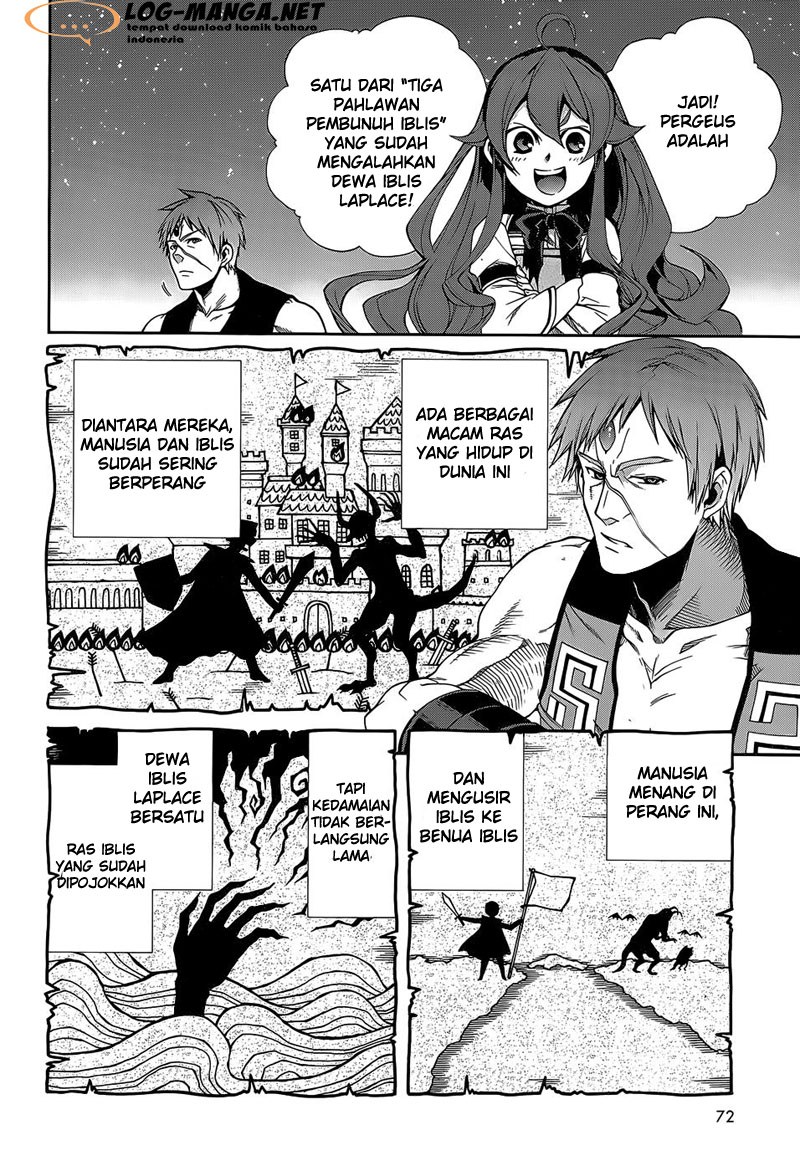 LOG-MANGA.NET
tempat download komik bahasa
indonesia
JADI!
PERGEUS
ADALAH
SATU DARI "TIGA
PAHLAWAN
PEMBUNUH IBLIS"
YANG SUDAH
MENGALAHKAN
DEWA IBLIS
LAPLACE!
ADA BERBAGAI
MACAM RAS
YANG HIDUP DI
DUNIA INI
DIANTARA MEREKA,
MANUSIA DAN IBLIS
SUDAH SERING
BERPERANG
MANUSIA
MENANG DI
PERANG INI,
DAN
MENGUSIR
IBLIS KE
BENUA IBLIS
TAPI
KEDAMAIAN
TIDAK BER-
LANGSUNG
LAMA
DEWA
IBLIS
LAPLACE
BERSATU
RAS IBLIS
YANG SUDAH
DIPOJOKKAN
72